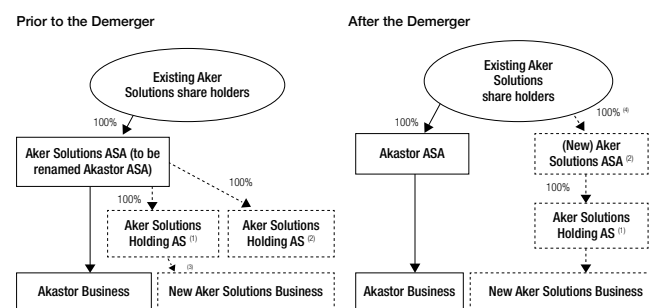 Prior to the Demerger
Existing Aker
Solutions share holders
100%
Aker Solutions ASA (to be
renamed Akastor ASA)
100%
100%
Aker Solutions
Holding AS (1)
Aker Solutions
Holding AS (2)
(3)
Akastor Business
New Aker Solutions Business
After the Demerger
Existing Aker
Solutions
share holders
100%
100% (4)
Akastor ASA
(New) Aker
Solutions ASA (2)
100%
Aker Solutions
Holding AS (1)
Akastor Business
New Aker Solutions Business